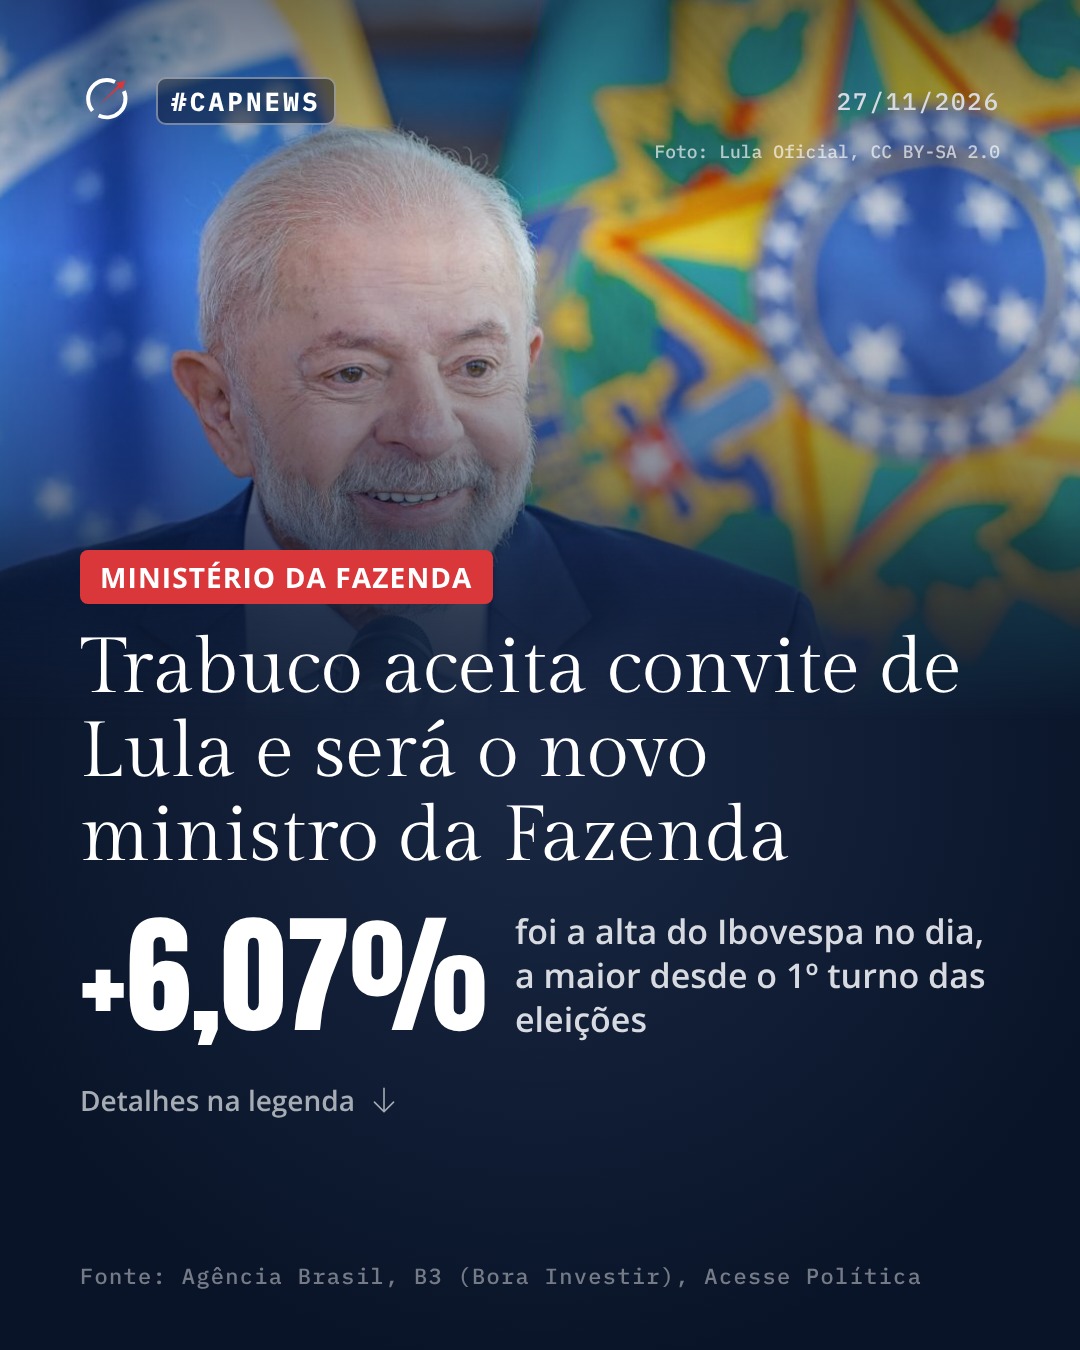 #CAPNEWS
27/11/2026
Foto: Lula Oficial, CC BY-SA 2.0
MINISTÉRIO DA FAZENDA
Trabuco aceita convite de
Lula e será o novo
ministro da Fazenda
+6,07%
foi a alta do Ibovespa no dia,
a maior desde o 1º turno das
eleições
Detalhes na legenda ↓
Fonte: Agência Brasil, B3 (Bora Investir), Acesse Política